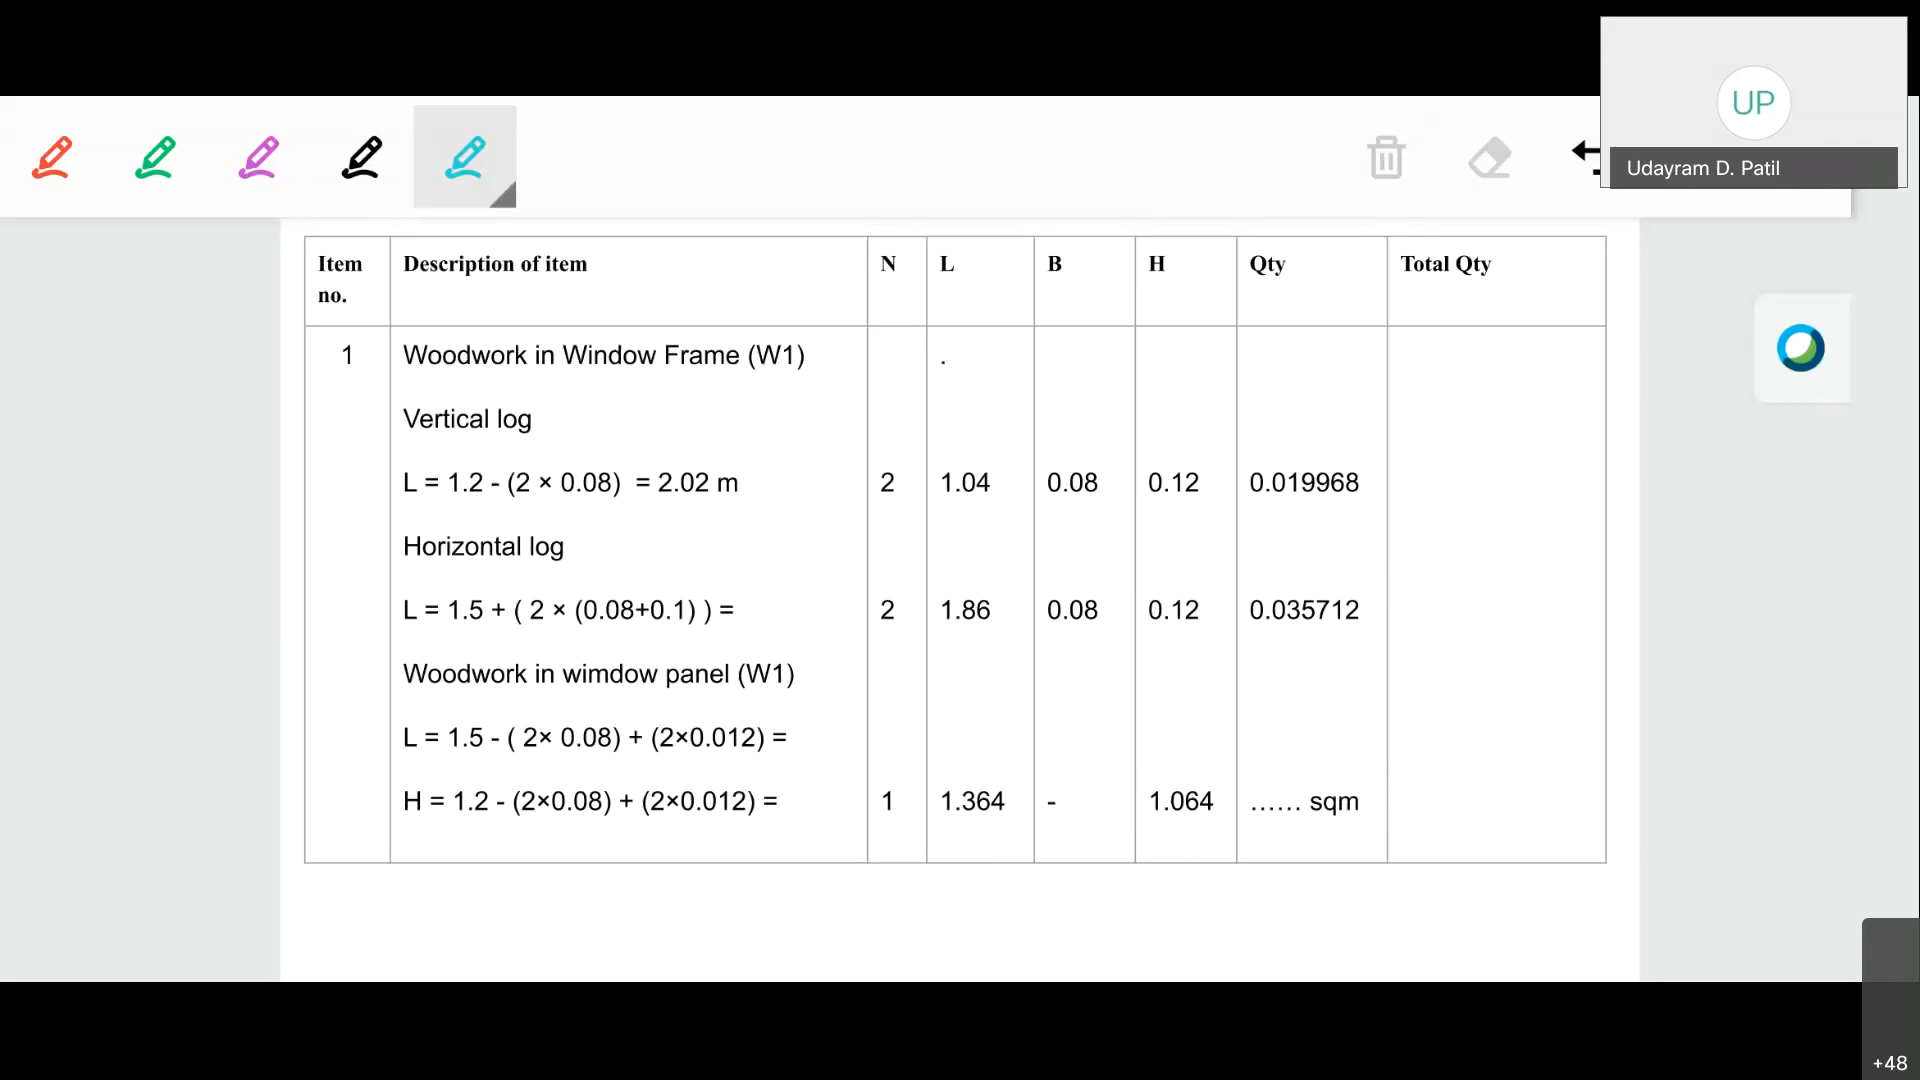 UP
Udayram D. Patil
Item no. Description of item N L B H Qty Total Qty
1 Woodwork in Window Frame (W1) .
Vertical log
L = 1.2 - (2 × 0.08) = 2.02 m 2 1.04 0.08 0.12 0.019968
Horizontal log
L = 1.5 + ( 2 × (0.08+0.1) ) = 2 1.86 0.08 0.12 0.035712
Woodwork in wimdow panel (W1)
L = 1.5 - ( 2× 0.08) + (2×0.012) =
H = 1.2 - (2×0.08) + (2×0.012) = 1 1.364 - 1.064 …... sqm
+48